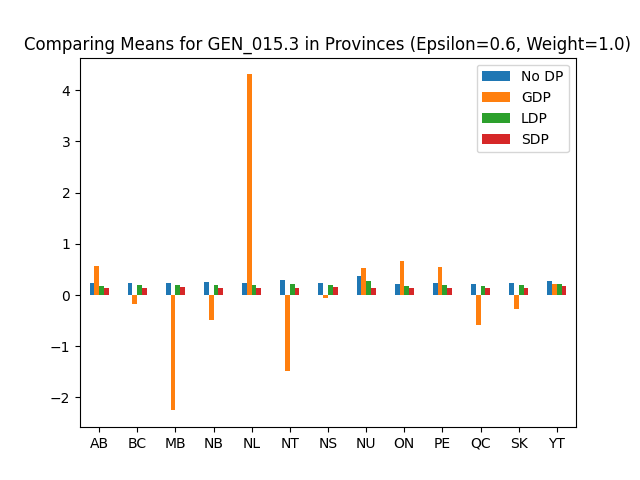 Comparing Means for GEN_015.3 in Provinces (Epsilon=0.6, Weight=1.0)
No DP
GDP
LDP
SDP
4
3
2
1
0
−1
−2
AB BC MB NB NL NT NS NU ON PE QC SK YT